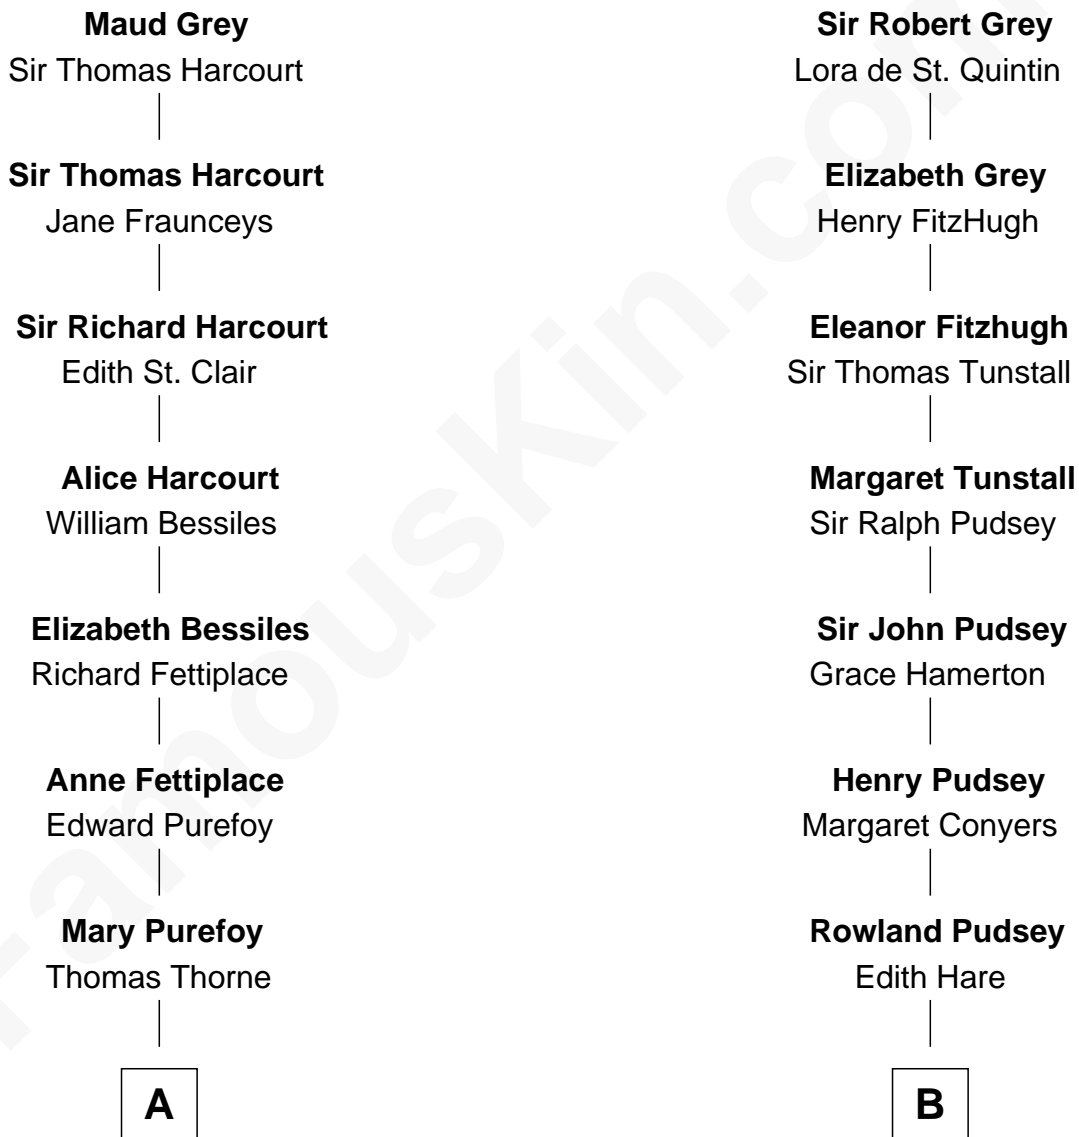 Maud Grey
Sir Thomas Harcourt
Sir Thomas Harcourt
Jane Fraunceys
Sir Richard Harcourt
Edith St. Clair
Alice Harcourt
William Bessiles
Elizabeth Bessiles
Richard Fettiplace
Anne Fettiplace
Edward Purefoy
Mary Purefoy
Thomas Thorne
A
Sir Robert Grey
Lora de St. Quintin
Elizabeth Grey
Henry FitzHugh
Eleanor Fitzhugh
Sir Thomas Tunstall
Margaret Tunstall
Sir Ralph Pudsey
Sir John Pudsey
Grace Hamerton
Henry Pudsey
Margaret Conyers
Rowland Pudsey
Edith Hare
B
FamousKin.com